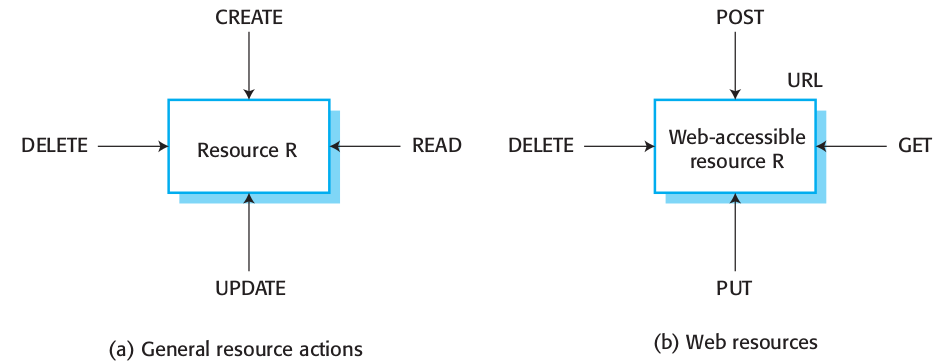 CREATE
DELETE
Resource R
READ
UPDATE
(a) General resource actions
POST
URL
DELETE
Web-accessible
resource R
GET
PUT
(b) Web resources